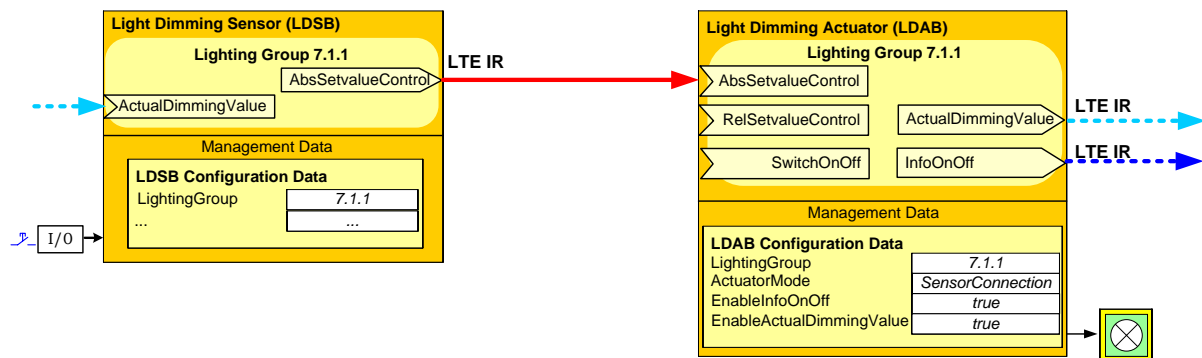 Light Dimming Sensor (LDSB)
Lighting Group 7.1.1
AbsSetvalueControl
ActualDimmingValue
Management Data
LDSB Configuration Data
LightingGroup 7.1.1
... ...
I/0
LTE IR
Light Dimming Actuator (LDAB)
Lighting Group 7.1.1
AbsSetvalueControl
RelSetvalueControl ActualDimmingValue
SwitchOnOff InfoOnOff
LTE IR
LTE IR
Management Data
LDAB Configuration Data
LightingGroup 7.1.1
ActuatorMode SensorConnection
EnableInfoOnOff true
EnableActualDimmingValue true